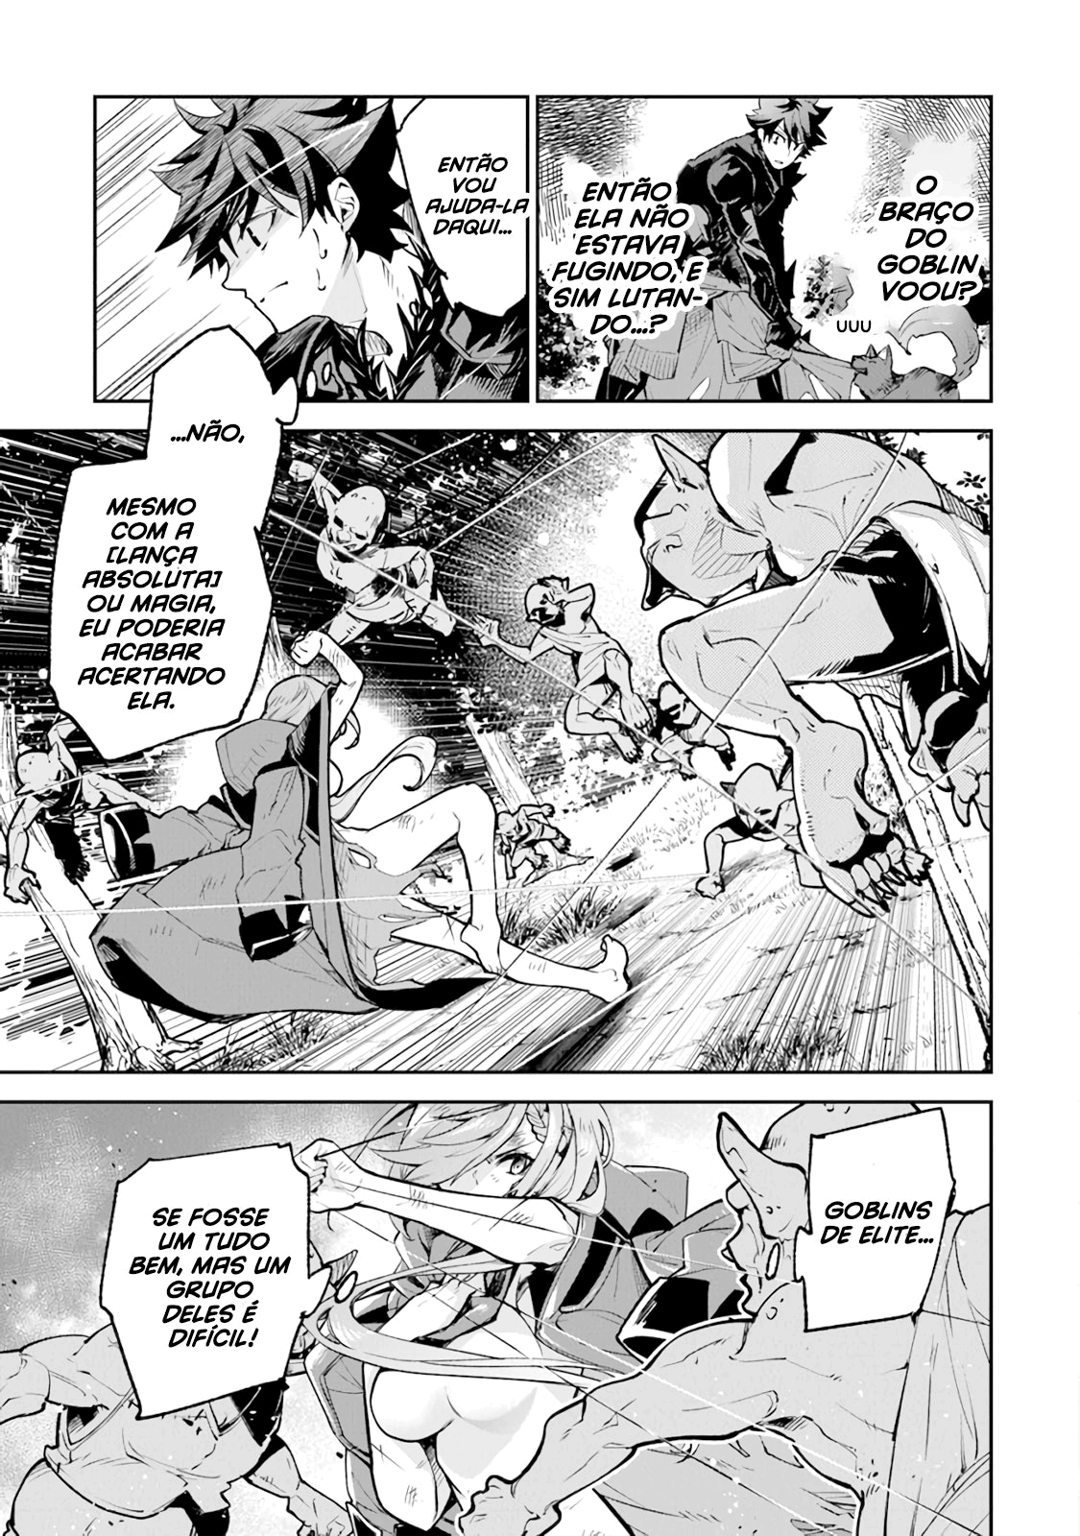 O
BRAÇO
DO
GOBLIN
VOOU?
ENTÃO
ELA NÃO
ESTAVA
FUGINDO, E
SIM LUTAN-
DO...?
UUU
ENTÃO
VOU
AJUDA-LA
DAQUI...
...NÃO,
MESMO
COM A
[LANÇA
ABSOLUTA]
OU MAGIA,
EU PODERIA
ACABAR
ACERTANDO
ELA.
GOBLINS
DE ELITE...
SE FOSSE
UM TUDO
BEM, MAS UM
GRUPO
DELES É
DIFÍCIL!